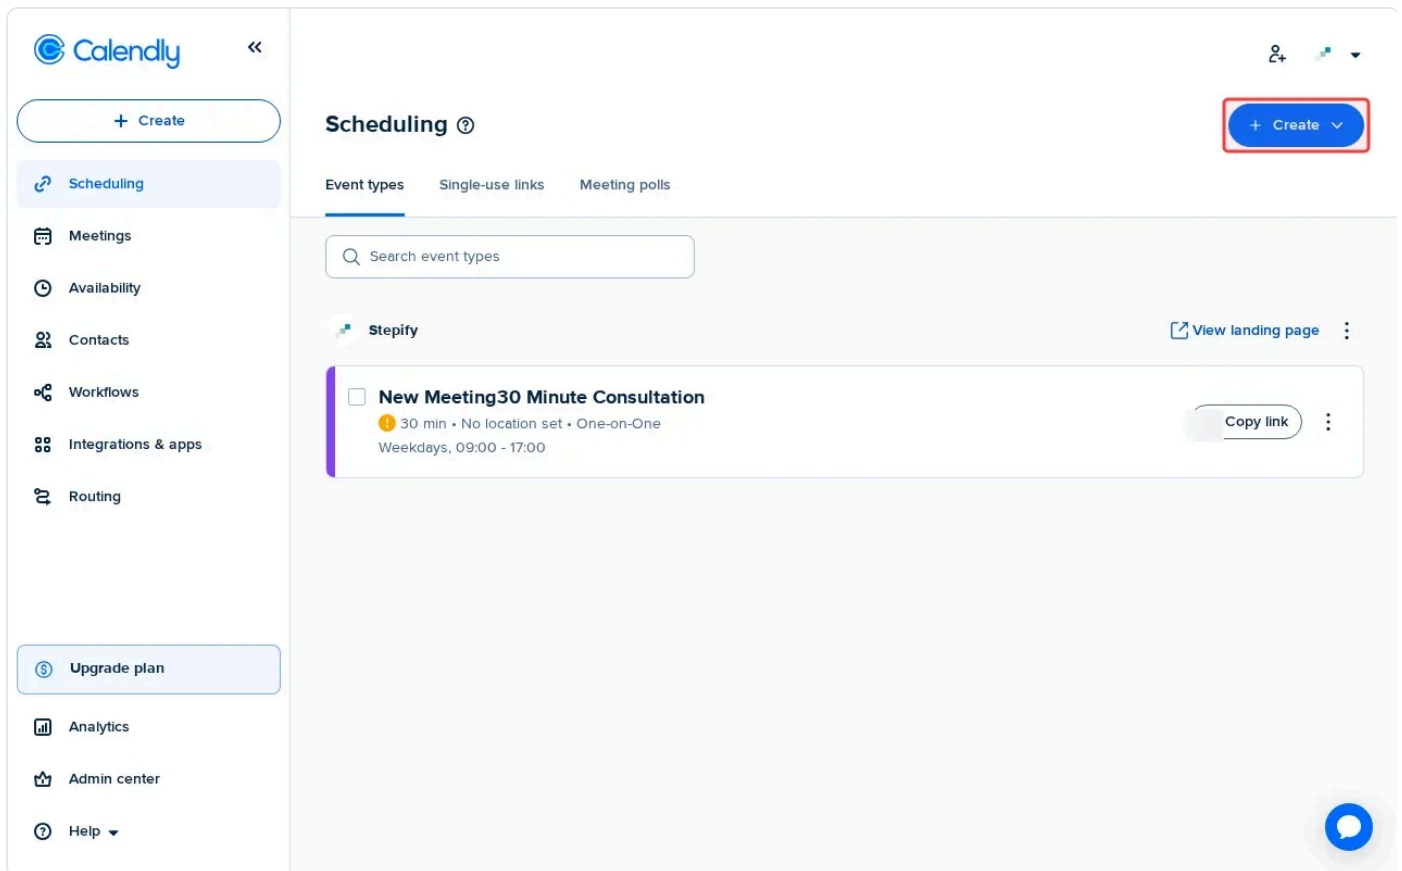 Calendly
Create
Scheduling
Meetings
Availability
Contacts
Workflows
Integrations & apps
Routing
Upgrade plan
Analytics
Admin center
Help
Scheduling
Create
Event types
Single-use links
Meeting polls
Search event types
Stepify
View landing page
New Meeting30 Minute Consultation
30 min • No location set • One-on-One
Weekdays, 09:00 - 17:00
Copy link